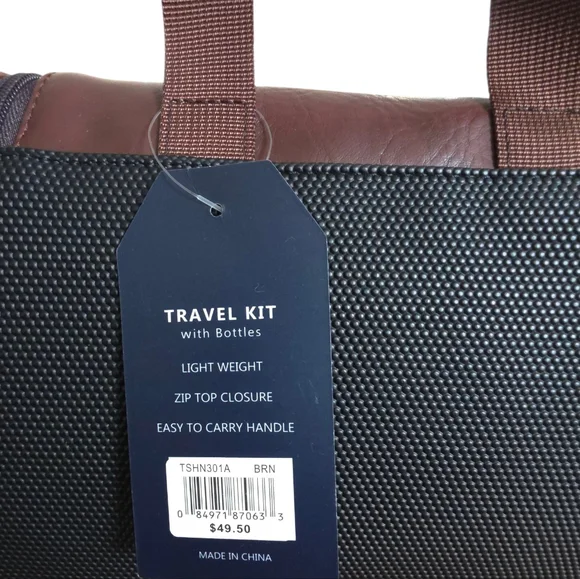 TRAVEL KIT
with Bottles
LIGHT WEIGHT
ZIP TOP CLOSURE
EASY TO CARRY HANDLE
TSHN301A BRN
0 84971 87063 3
$49.50
MADE IN CHINA